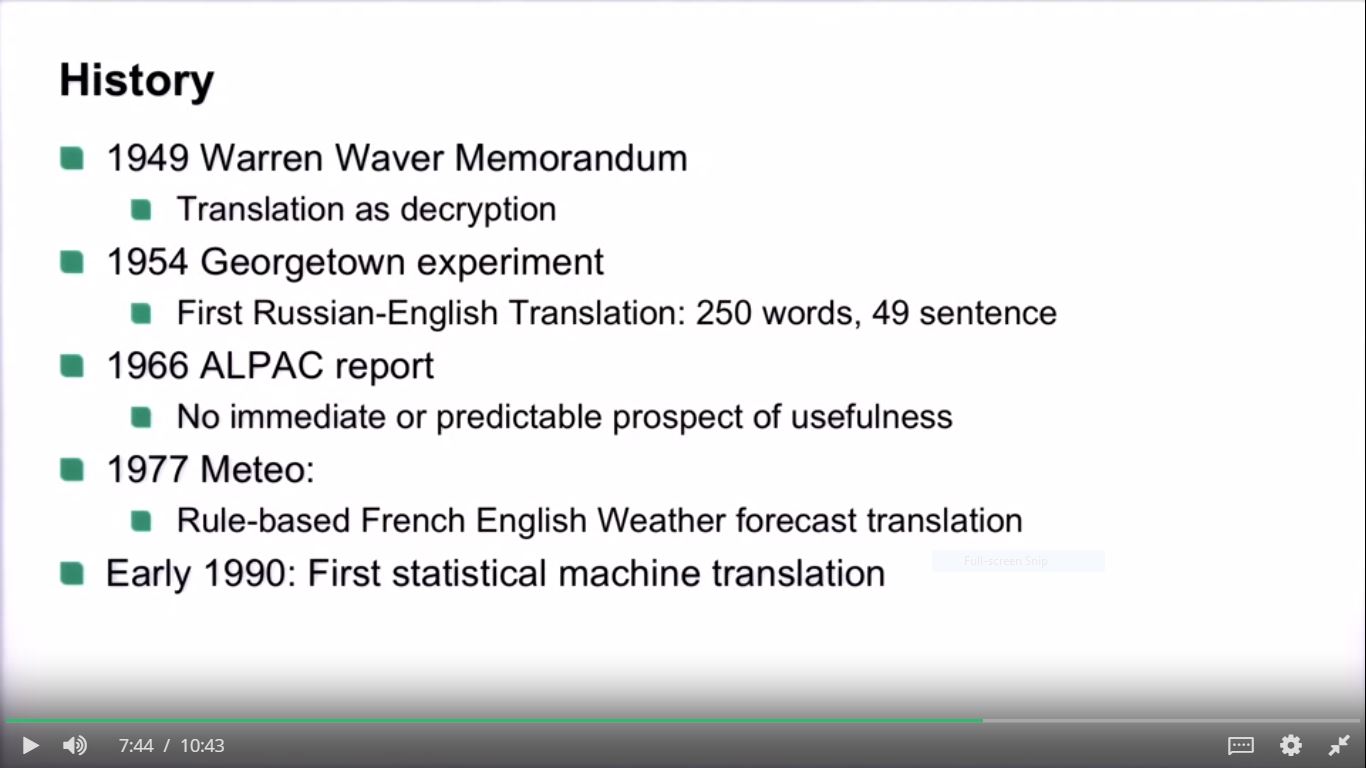 History
1949 Warren Waver Memorandum
Translation as decryption
1954 Georgetown experiment
First Russian-English Translation: 250 words, 49 sentence
1966 ALPAC report
No immediate or predictable prospect of usefulness
1977 Meteo:
Rule-based French English Weather forecast translation
Full-screen Snip
Early 1990: First statistical machine translation
7:44 / 10:43